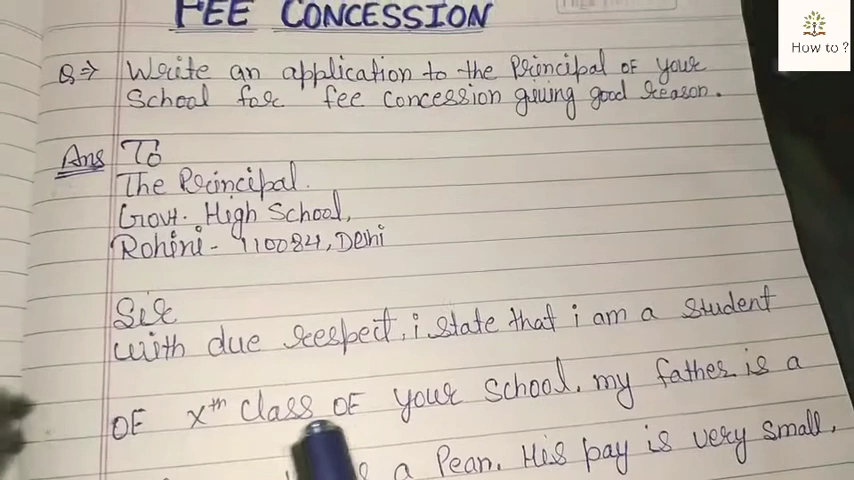 FEE CONCESSION
How to ?
Q⇒ Write an application to the Principal OF your
School for fee concession giving good reason.
Ans To
The Principal.
Govt. High School,
Rohini - 110084, Delhi
Sir
with due respect, i state that i am a student
OF Xth class OF your School. my father is a
a Pean. His pay is very small.